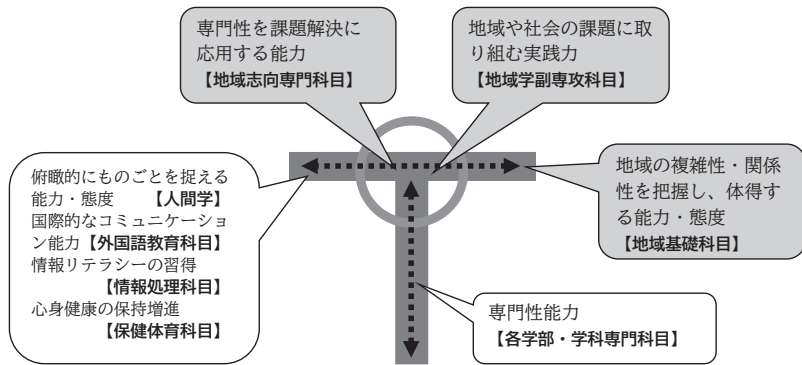 専門性を課題解決に
応用する能力
【地域志向専門科目】
地域や社会の課題に取
り組む実践力
【地域学副専攻科目】
俯瞰的にものごとを捉える
能力・態度　【人間学】
国際的なコミュニケーショ
ン能力【外国語教育科目】
情報リテラシーの習得
【情報処理科目】
心身健康の保持増進
【保健体育科目】
地域の複雑性・関係
性を把握し、体得す
る能力・態度
【地域基礎科目】
専門性能力
【各学部・学科専門科目】